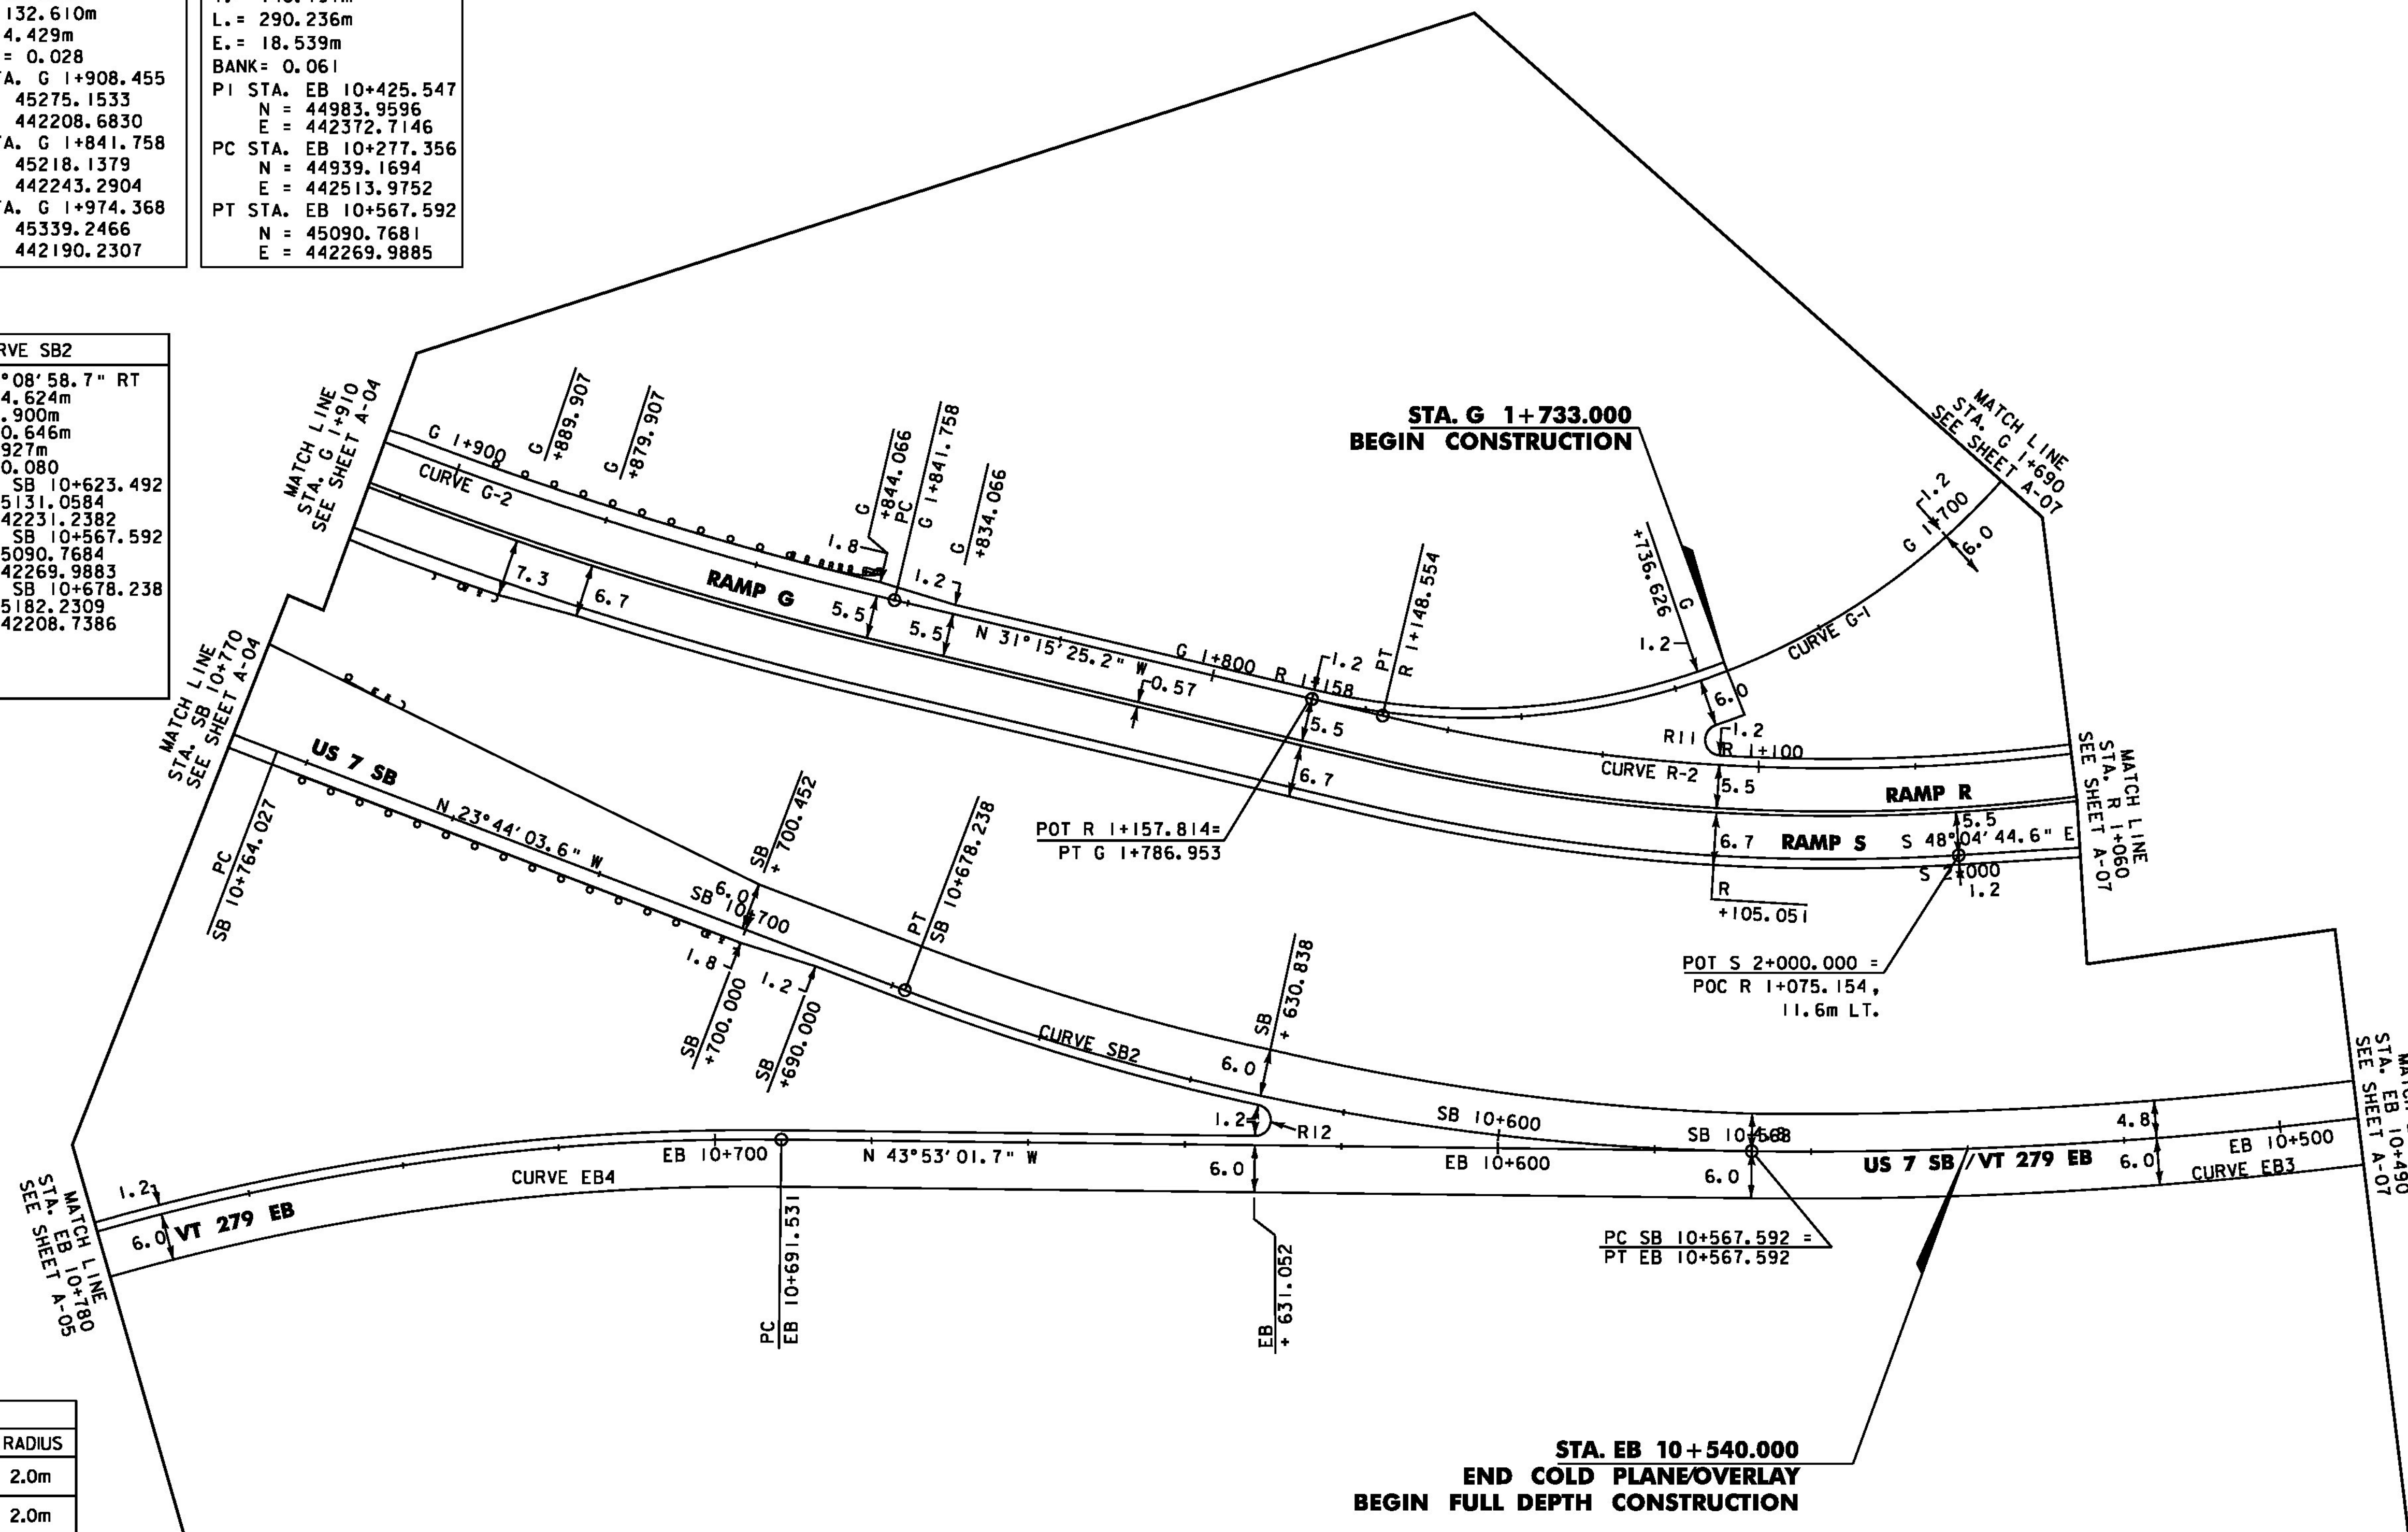 132.610m
4.429m
= 0.028
TA. G 1+908.455
45275.1533
442208.6830
TA. G 1+841.758
45218.1379
442243.2904
TA. G 1+974.368
45339.2466
442190.2307
L.= 290.236m
E.= 18.539m
BANK= 0.061
PI STA. EB 10+425.547
N = 44983.9596
E = 442372.7146
PC STA. EB 10+277.356
N = 44939.1694
E = 442513.9752
PT STA. EB 10+567.592
N = 45090.7681
E = 442269.9885
RVE SB2
°08'58.7" RT
4.624m
.900m
0.646m
927m
0.080
SB 10+623.492
5131.0584
42231.2382
SB 10+567.592
5090.7684
42269.9883
SB 10+678.238
5182.2309
42208.7386
MATCH LINE
STA. G 1+910
SEE SHEET A-04
G 1+900
CURVE G-2
G
+889.907
G
+879.907
G
+844.066
PC
G 1+841.758
G
+834.066
1.8
1.2
7.3
6.7
RAMP G
5.5
5.5
N 31°15'25.2" W
0.57
G 1+800
R 1+158
1.2
PT
R 1+148.554
5.5
6.7
STA. G 1+733.000
BEGIN CONSTRUCTION
G
+736.626
1.2
6.0
R11
1.2
R 1+100
CURVE G-1
G 1+700
1.2
6.0
MATCH LINE
STA. G 1+690
SEE SHEET A-07
CURVE R-2
5.5
RAMP R
5.5
6.7
RAMP S
S 48°04'44.6" E
S 2+000
1.2
R
+105.051
MATCH LINE
STA. R 1+060
SEE SHEET A-07
POT R 1+157.814=
PT G 1+786.953
POT S 2+000.000 =
POC R 1+075.154,
11.6m LT.
MATCH LINE
STA. SB 10+770
SEE SHEET A-04
US 7 SB
PC
SB 10+764.027
N 23°44'03.6" W
SB
+ 700.452
6.0
SB 10+700
PT
SB 10+678.238
1.8
1.2
SB
+700.000
SB
+690.000
CURVE SB2
SB
+ 630.838
6.0
1.2
R12
SB 10+600
SB 10+568
4.8
4.8
EB 10+500
US 7 SB/VT 279 EB
6.0
CURVE EB3
STA. EB 10+490
SEE SHEET A-07
EB 10+700
N 43°53'01.7" W
6.0
EB 10+600
6.0
CURVE EB4
1.2
6.0
VT 279 EB
MATCH LINE
STA. EB 10+780
SEE SHEET A-05
PC
EB 10+691.531
EB
+ 631.052
PC SB 10+567.592 =
PT EB 10+567.592
STA. EB 10+540.000
END COLD PLANE/OVERLAY
BEGIN FULL DEPTH CONSTRUCTION
RADIUS
2.0m
2.0m